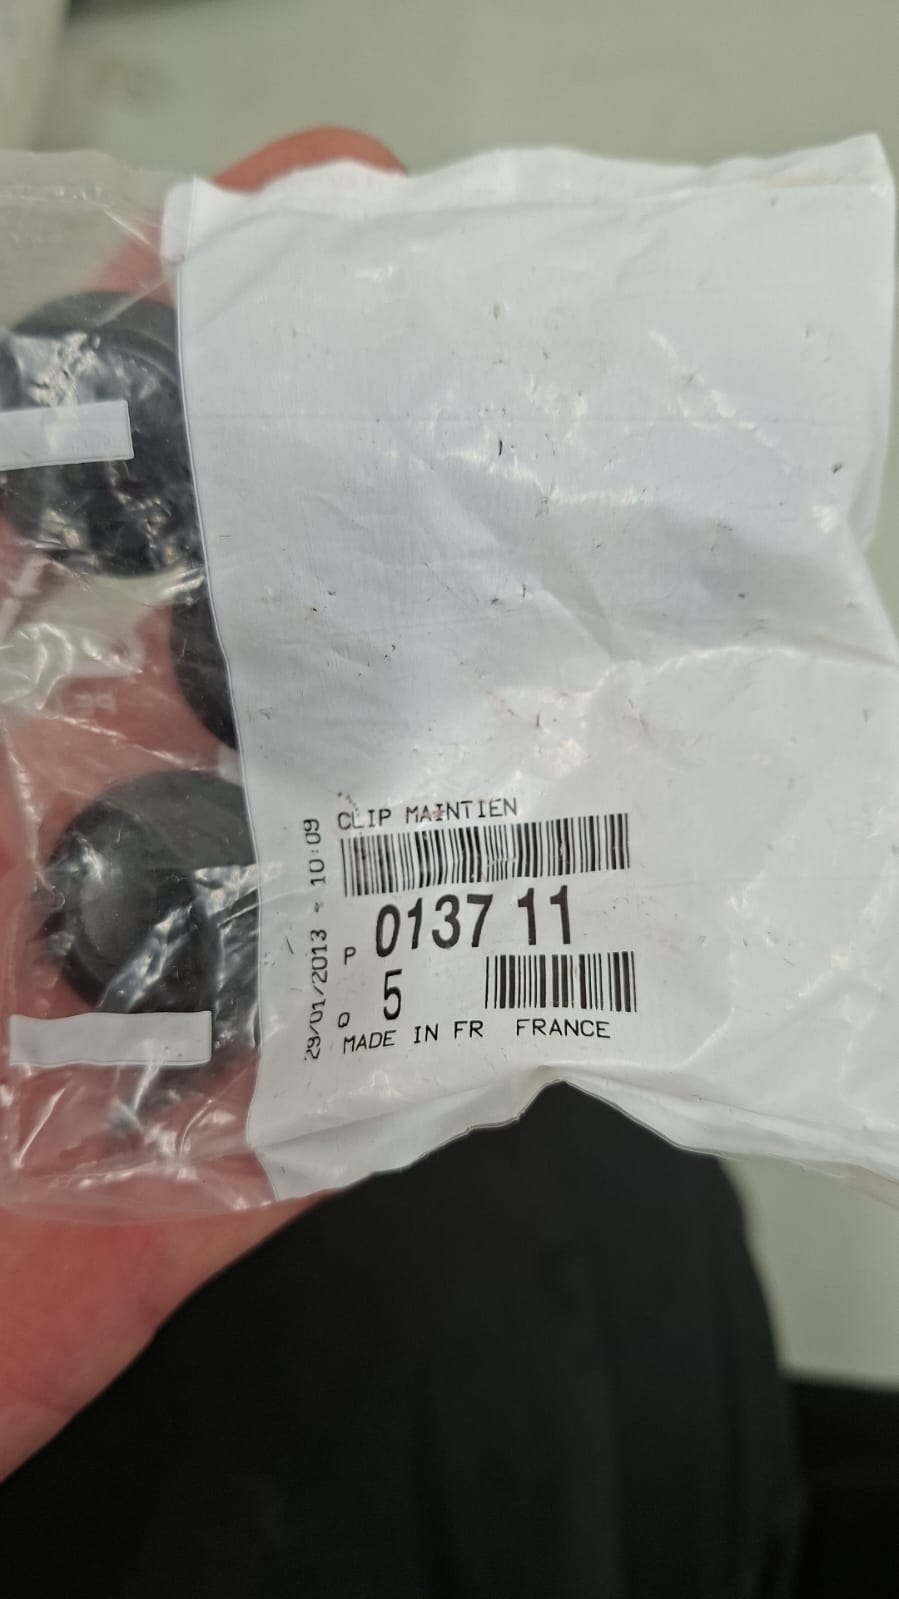 CLIP MAINTIEN
P 0137 11
Q 5
MADE IN FR FRANCE
29/01/2013 10:09